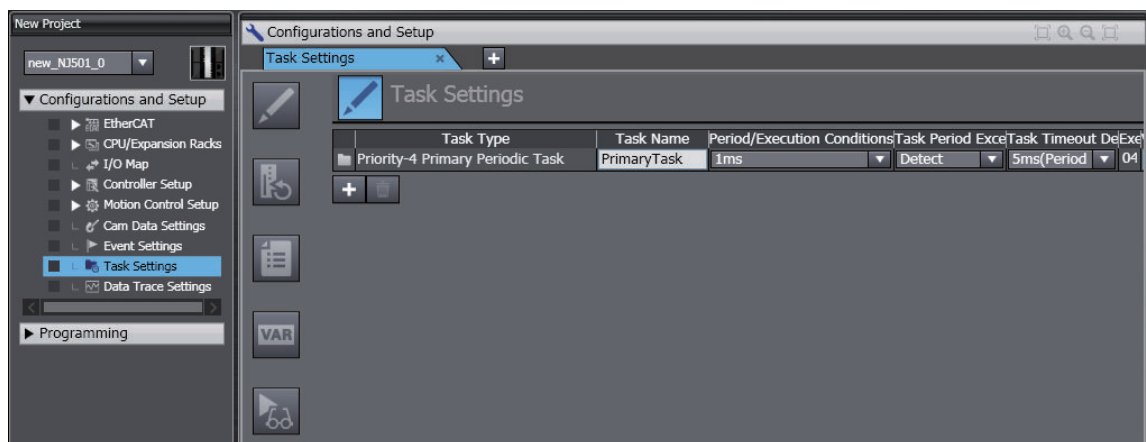 New Project
new_NJ501_0
Configurations and Setup
EtherCAT
CPU/Expansion Racks
I/O Map
Controller Setup
Motion Control Setup
Cam Data Settings
Event Settings
Task Settings
Data Trace Settings
Programming
Configurations and Setup
Task Settings
Task Settings
Task Type Task Name Period/Execution Conditions Task Period Exce Task Timeout De Exe
Priority-4 Primary Periodic Task PrimaryTask 1ms Detect 5ms(Period 04
VAR